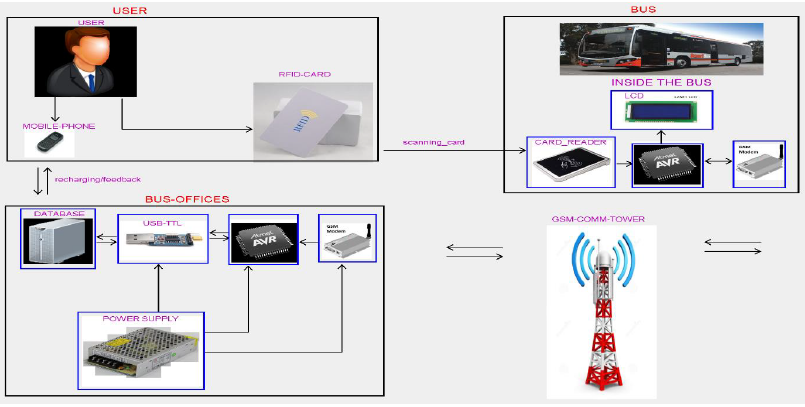 USER
USER
MOBILE-PHONE
RFID-CARD
RFID
recharging/feedback
scanning_card
BUS
INSIDE THE BUS
LCD
CARD_READER
Atmel
AVR
GSM
Modem
BUS-OFFICES
DATABASE
USB-TTL
Atmel
AVR
GSM
Modem
POWER SUPPLY
GSM-COMM-TOWER